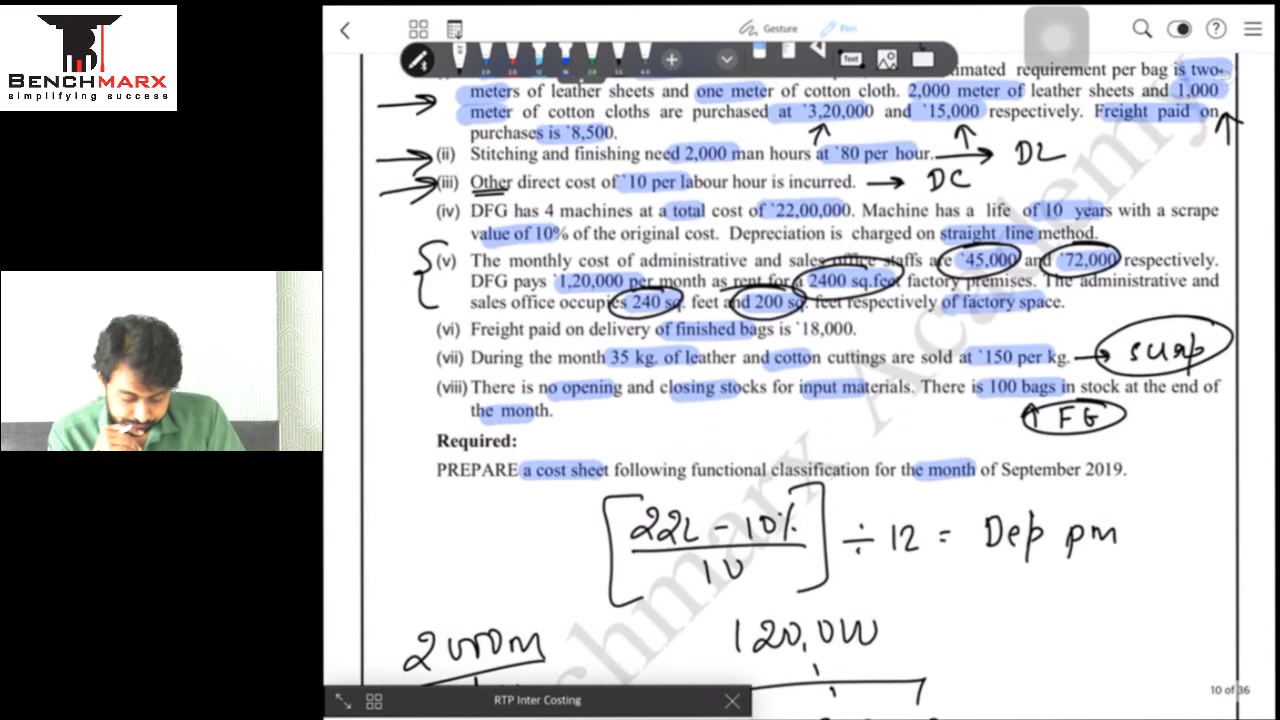 BENCHMARX
simplifying success
Gesture
Pen
Text
imated requirement per bag is two
meters of leather sheets and one meter of cotton cloth. 2,000 meter of leather sheets and 1,000
meter of cotton cloths are purchased at `3,20,000 and `15,000 respectively. Freight paid on
purchases is `8,500.
(ii) Stitching and finishing need 2,000 man hours at `80 per hour. DL
(iii) Other direct cost of `10 per labour hour is incurred. DC
(iv) DFG has 4 machines at a total cost of `22,00,000. Machine has a life of 10 years with a scrape
value of 10% of the original cost. Depreciation is charged on straight line method.
(v) The monthly cost of administrative and sales office staffs are `45,000 and `72,000 respectively.
DFG pays `1,20,000 per month as rent for a 2400 sq.feet factory premises. The administrative and
sales office occupies 240 sq. feet and 200 sq. feet respectively of factory space.
(vi) Freight paid on delivery of finished bags is `18,000.
(vii) During the month 35 kg. of leather and cotton cuttings are sold at `150 per kg. scrap
(viii) There is no opening and closing stocks for input materials. There is 100 bags in stock at the end of
the month. FG
Required:
PREPARE a cost sheet following functional classification for the month of September 2019.
[22L - 10% / 10] ÷ 12 = Dep pm
2000m 120,000
RTP Inter Costing
10 of 36
chmarx Academy